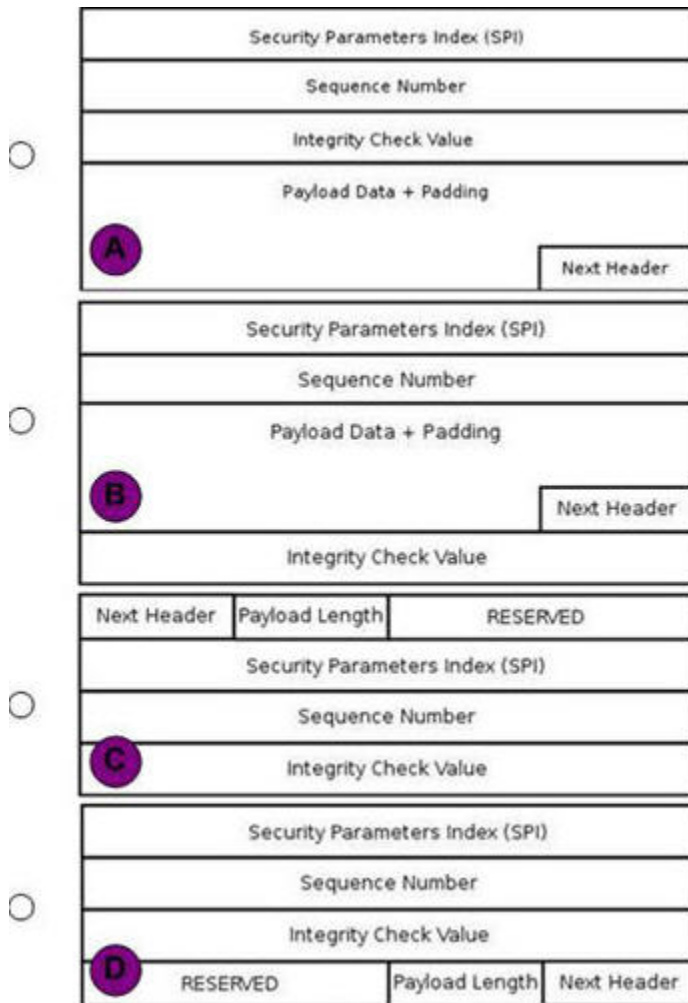 Security Parameters Index (SPI)
Sequence Number
Integrity Check Value
Payload Data + Padding
A
Next Header
Security Parameters Index (SPI)
Sequence Number
Payload Data + Padding
B
Next Header
Integrity Check Value
Next Header Payload Length RESERVED
Security Parameters Index (SPI)
Sequence Number
C
Integrity Check Value
Security Parameters Index (SPI)
Sequence Number
Integrity Check Value
D
RESERVED Payload Length Next Header